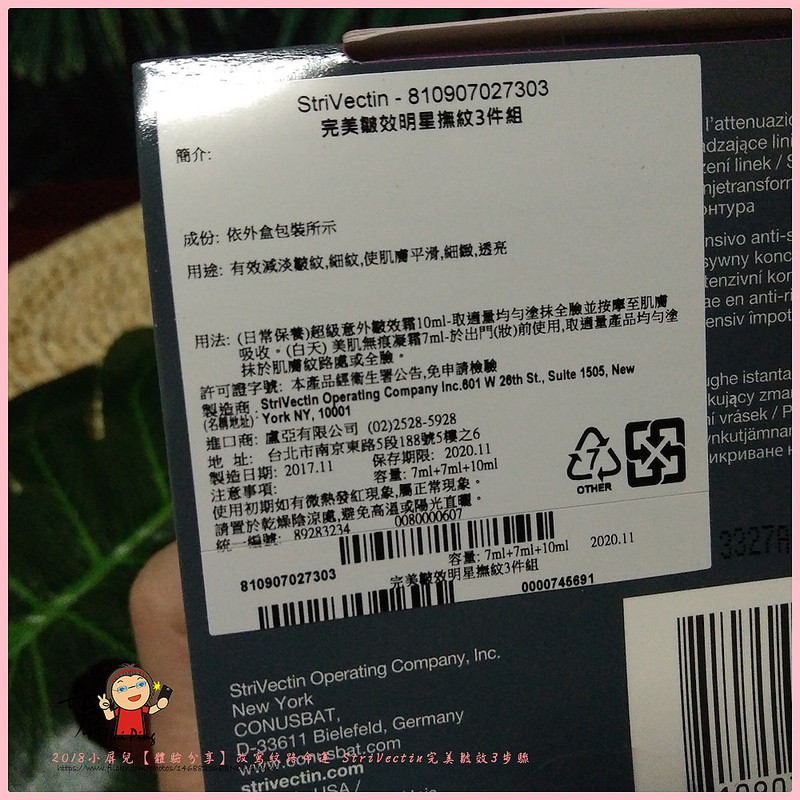 StriVectin - 810907027303
完美皺效明星撫紋3件組
簡介:
成份: 依外盒包裝所示
用途: 有效減淡皺紋,細紋,使肌膚平滑,細緻,透亮
用法: (日常保養)超級意外皺效霜10ml-取適量均勻塗抹全臉並按摩至肌膚
吸收。(白天) 美肌無痕凝霜7ml-於出門(妝)前使用,取適量產品均勻塗
抹於肌膚紋路處或全臉。
許可證字號: 本產品經衛生署公告,免申請檢驗
製造商 StriVectin Operating Company Inc.601 W 26th St., Suite 1505, New
(名稱地址): York NY, 10001
進口商: 盧亞有限公司 (02)2528-5928
地 址: 台北市南京東路5段188號5樓之6
製造日期: 2017.11 保存期限: 2020.11
容量: 7ml+7ml+10ml
注意事項:
使用初期如有微熱發紅現象,屬正常現象。
請置於乾燥陰涼處,避免高溫或陽光直曬。
統一編號: 89283234 0080000607
容量: 7ml+7ml+10ml 2020.11
810907027303 完美皺效明星撫紋3件組 0000745691
7
OTHER
l'attenuazio
adzające lini
zení linek / S
njetransform
онтура
nsivo anti-s
sywny konc
tenzivní kon
ae en anti-ri
ensiv împot
ughe istanta
kujący zmar
í vrásek / P
ynkutjämnar
икриване н
3327A
StriVectin Operating Company, Inc.
New York
CONUSBAT,
D-33611 Bielefeld, Germany
www.conusbat.com
strivectin.com
USA /
2018小屏兒【體驗分享】改寫紋路命運 StriVectin完美皺效3步驟